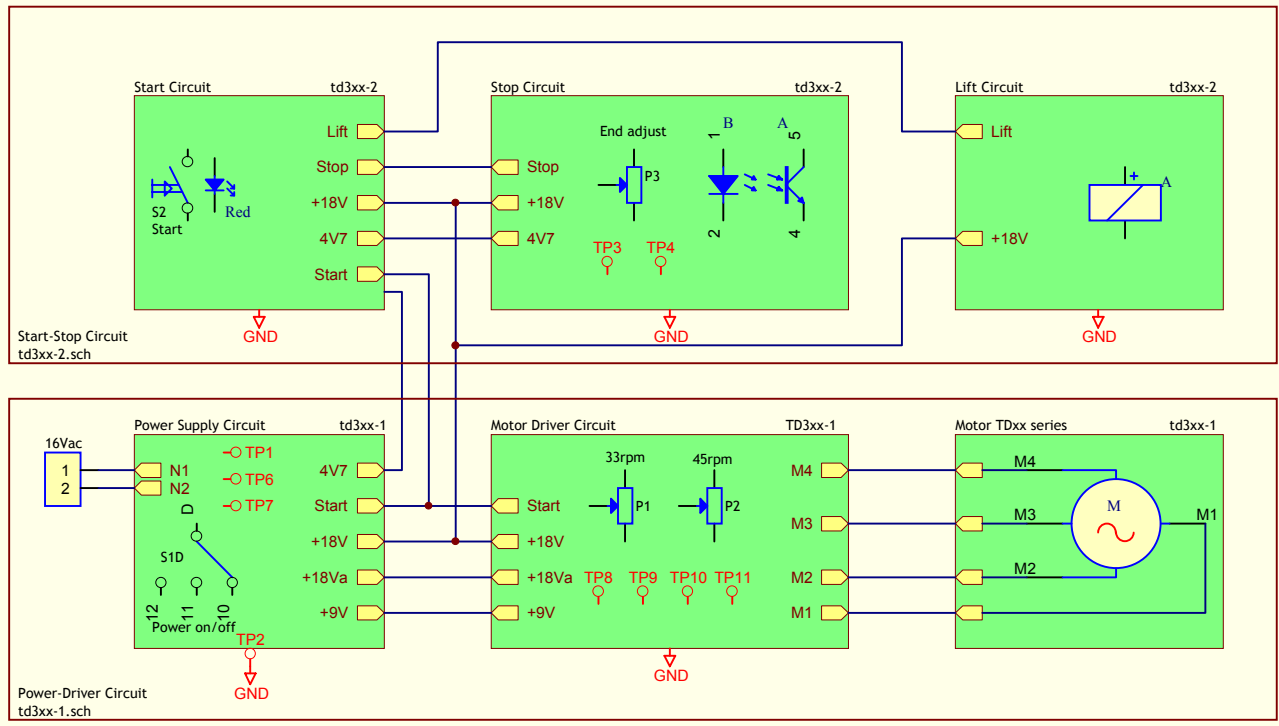 Start Circuit
td3xx-2
Lift
Stop
+18V
4V7
Start
S2
Start
Red
GND
Stop Circuit
td3xx-2
End adjust
P3
B
A
1
5
2
4
Stop
+18V
4V7
TP3
TP4
GND
Lift Circuit
td3xx-2
Lift
+18V
+
A
GND
Start-Stop Circuit
td3xx-2.sch
16Vac
1
2
Power Supply Circuit
td3xx-1
N1
N2
TP1
TP6
TP7
D
S1D
12
11
10
Power on/off
TP2
GND
4V7
Start
+18V
+18Va
+9V
Motor Driver Circuit
TD3xx-1
33rpm
45rpm
P1
P2
Start
+18V
+18Va
+9V
TP8
TP9
TP10
TP11
M4
M3
M2
M1
GND
Motor TDxx series
td3xx-1
M4
M3
M2
M1
M
Power-Driver Circuit
td3xx-1.sch